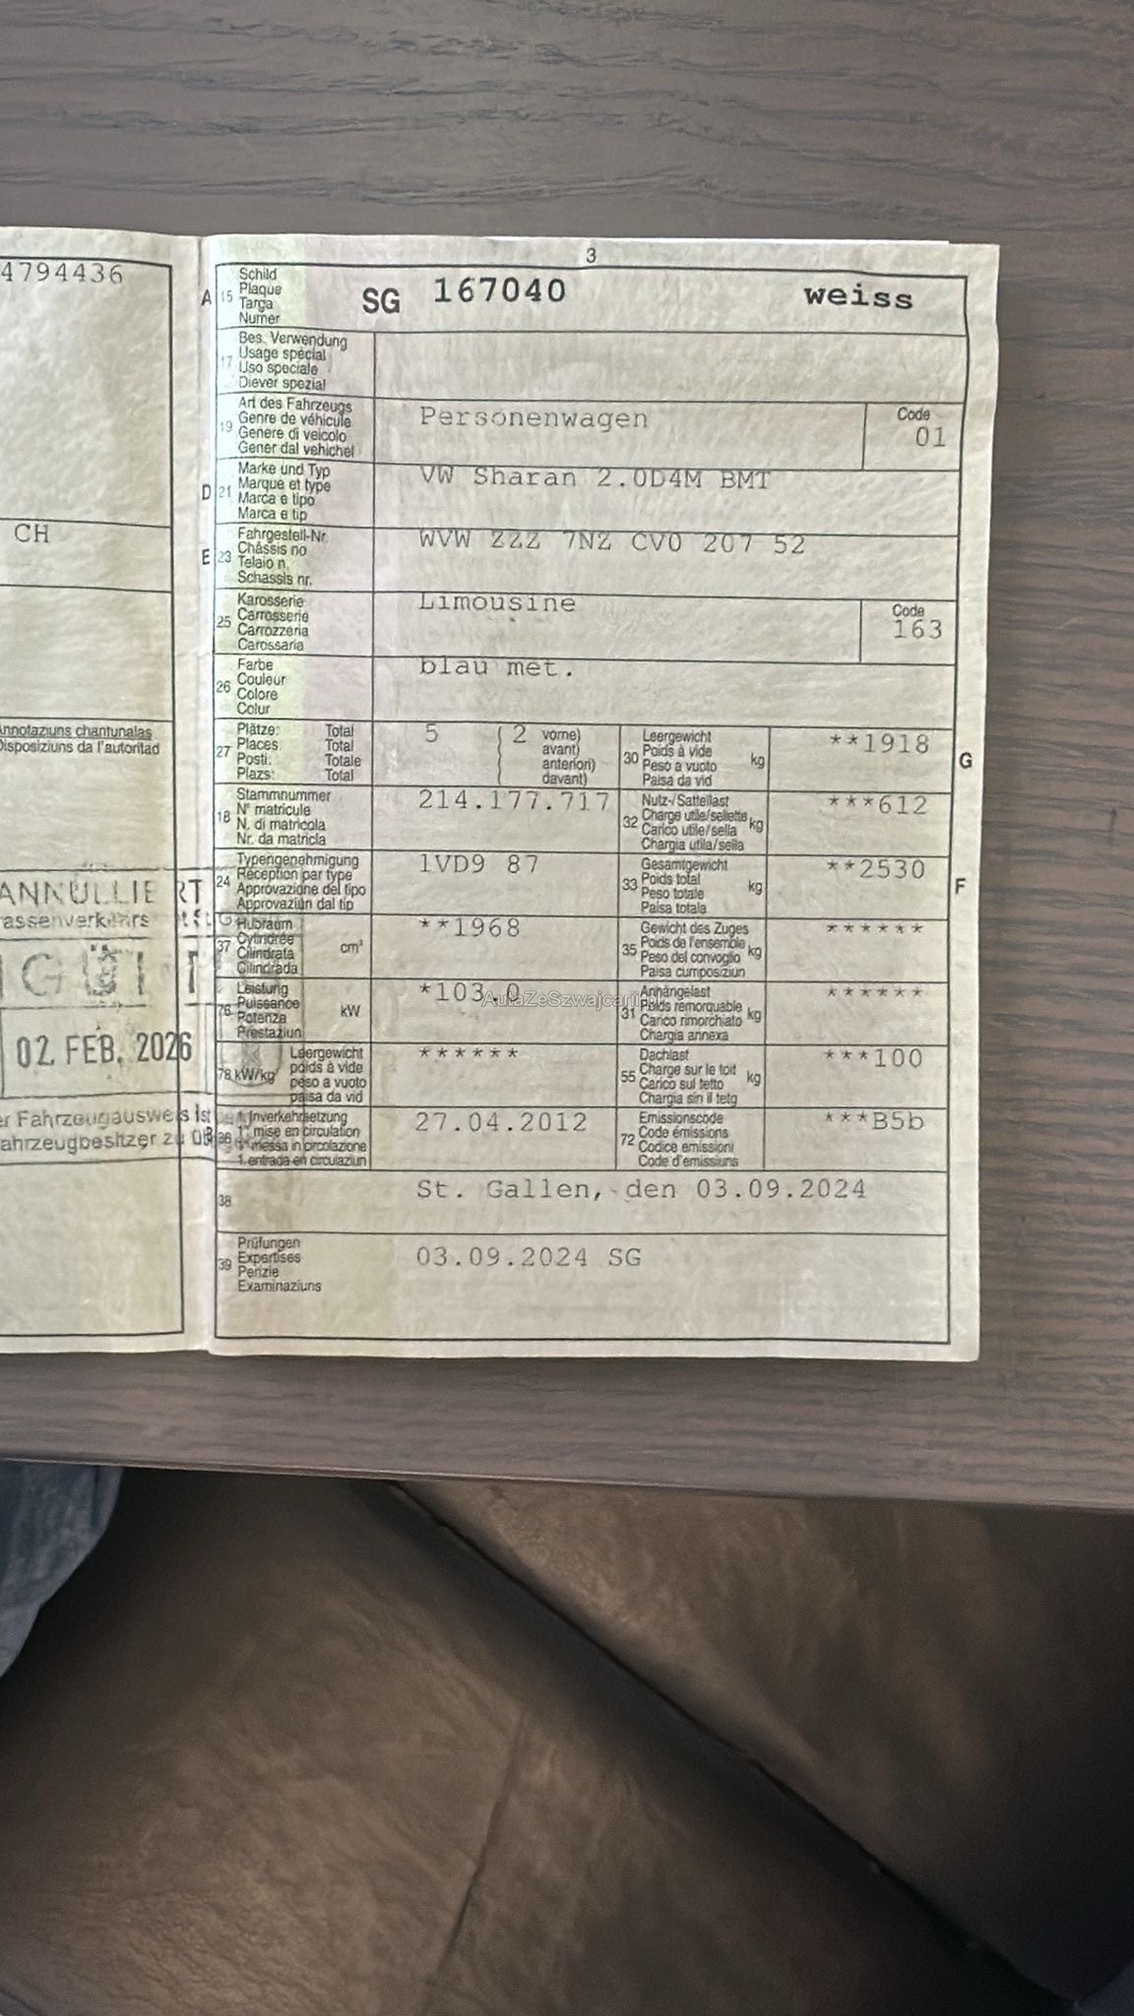 4794436
CH
Annotaziuns chantunalas
Disposiziuns da l'autoritad
ANNULLIERT
UNGÜLTIG
02. FEB. 2026
Fahrzeugausweis ist
3
A 15 Schild
Plaque
Targa
Numer
SG 167040 weiss
17 Bes. Verwendung
Usage spécial
Uso speciale
Diever spezial
19 Art des Fahrzeugs
Genre de véhicule
Genere di veicolo
Gener dal vehichel
Personenwagen
Code
01
D 21 Marke und Typ
Marque et type
Marca e tipo
Marca e tip
VW Sharan 2.0D4M BMT
E 23 Fahrgestell-Nr.
Châssis no
Telaio n.
Schassis nr.
WVW ZZZ 7NZ CV0 207 52
25 Karosserie
Carrosserie
Carrozzeria
Carossaria
Limousine
Code
163
26 Farbe
Couleur
Colore
Colur
blau met.
27 Plätze: Total
Places: Total
Posti: Totale
Plazs: Total
5 ( 2 vorne)
( avant)
( anteriori)
( davant)
30 Leergewicht
Poids à vide
Peso a vuoto
Paisa da vid
kg
**1918
G
18 Stammnummer
N° matricule
N. di matricola
Nr. da matricla
214.177.717
32 Nutz-/Sattellast
Charge utile/sellette
Carico utile/sella
Chargia utila/sella
kg
***612
24 Typengenehmigung
Réception par type
Approvazione del tipo
Approvaziun dal tip
1VD9 87
33 Gesamtgewicht
Poids total
Peso totale
Paisa totala
kg
**2530
F
37 Hubraum
Cylindrée
Cilindrata
Cilindrada
cm³
**1968
35 Gewicht des Zuges
Poids de l'ensemble
Peso del convoglio
Paisa cumposiziun
kg
******
76 Leistung
Puissance
Potenza
Prestaziun
kW
*103.0
31 Anhängelast
Poids remorquable
Carico rimorchiato
Chargia annexa
kg
******
78 kW/kg Leergewicht
poids à vide
peso a vuoto
paisa da vid
******
55 Dachlast
Charge sur le toit
Carico sul tetto
Chargia sin il tetg
kg
***100
36 1. Inverkehrsetzung
1re mise en circulation
1a messa in circolazione
1. entrada en circulaziun
27.04.2012
72 Emissionscode
Code émissions
Codice emissioni
Code d'emissiuns
***B5b
38
St. Gallen, den 03.09.2024
39 Prüfungen
Expertises
Perizie
Examinaziuns
03.09.2024 SG